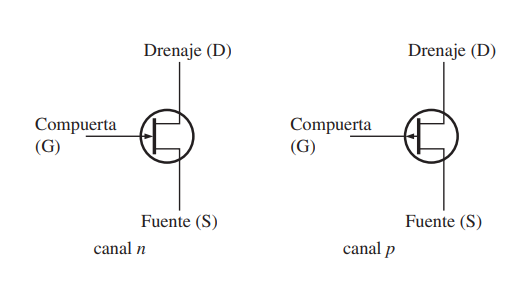 Drenaje (D)
Compuerta
(G)
Fuente (S)
canal n
Drenaje (D)
Compuerta
(G)
Fuente (S)
canal p